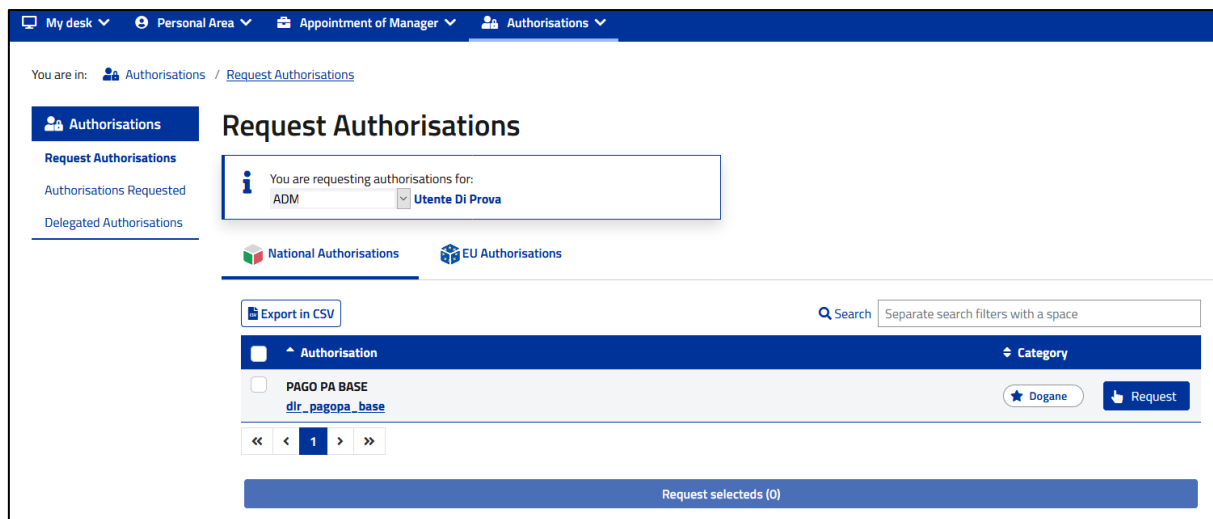 My desk Personal Area Appointment of Manager Authorisations
You are in: Authorisations / Request Authorisations
Authorisations
Request Authorisations
Authorisations Requested
Delegated Authorisations
Request Authorisations
You are requesting authorisations for:
ADM Utente Di Prova
National Authorisations EU Authorisations
Export in CSV Search Separate search filters with a space
Authorisation Category
PAGO PA BASE
dlr_pagopa_base Dogane Request
« ‹ 1 › »
Request selecteds (0)